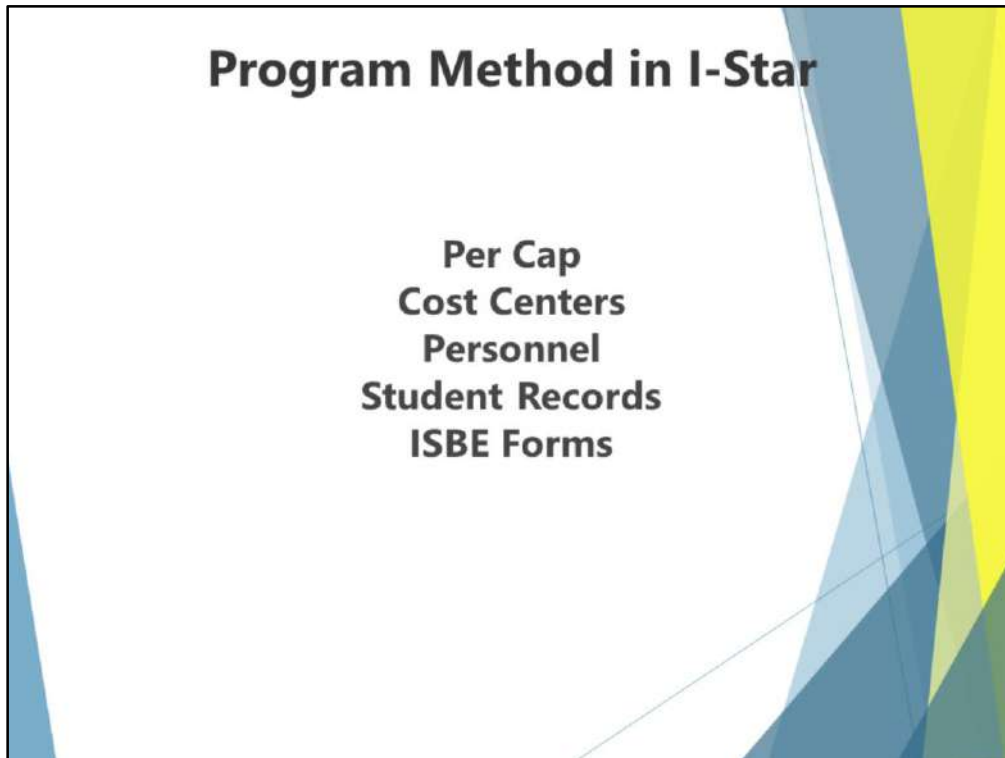 Program Method in I-Star
Per Cap
Cost Centers
Personnel
Student Records
ISBE Forms